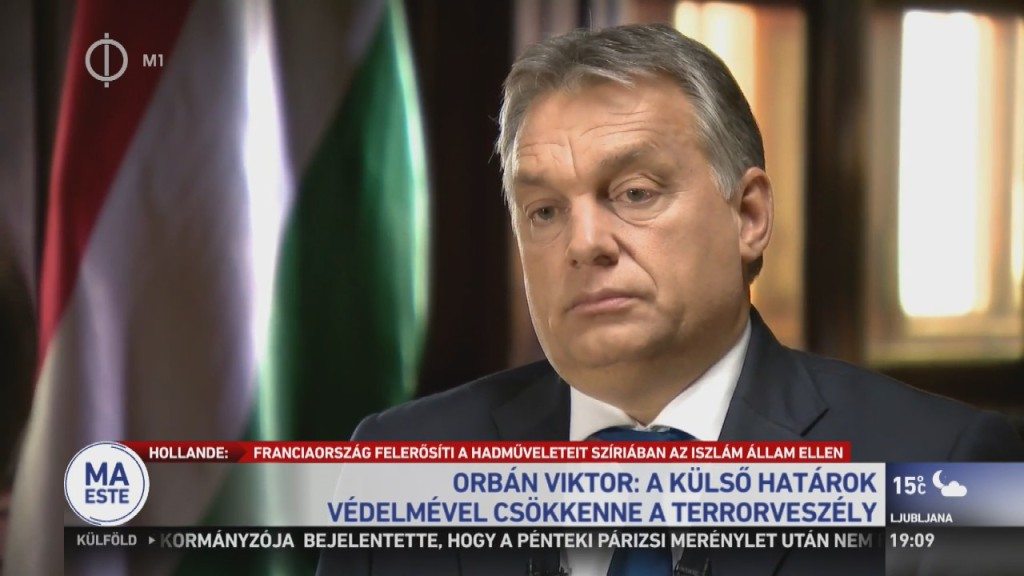 M1
HOLLANDE: FRANCIAORSZÁG FELERŐSÍTI A HADMŰVELETEIT SZÍRIÁBAN AZ ISZLÁM ÁLLAM ELLEN
MA
ESTE
ORBÁN VIKTOR: A KÜLSŐ HATÁROK
VÉDELMÉVEL CSÖKKENNE A TERRORVESZÉLY
15°C
LJUBLJANA
KÜLFÖLD KORMÁNYZÓJA BEJELENTETTE, HOGY A PÉNTEKI PÁRIZSI MERÉNYLET UTÁN NEM
19:09